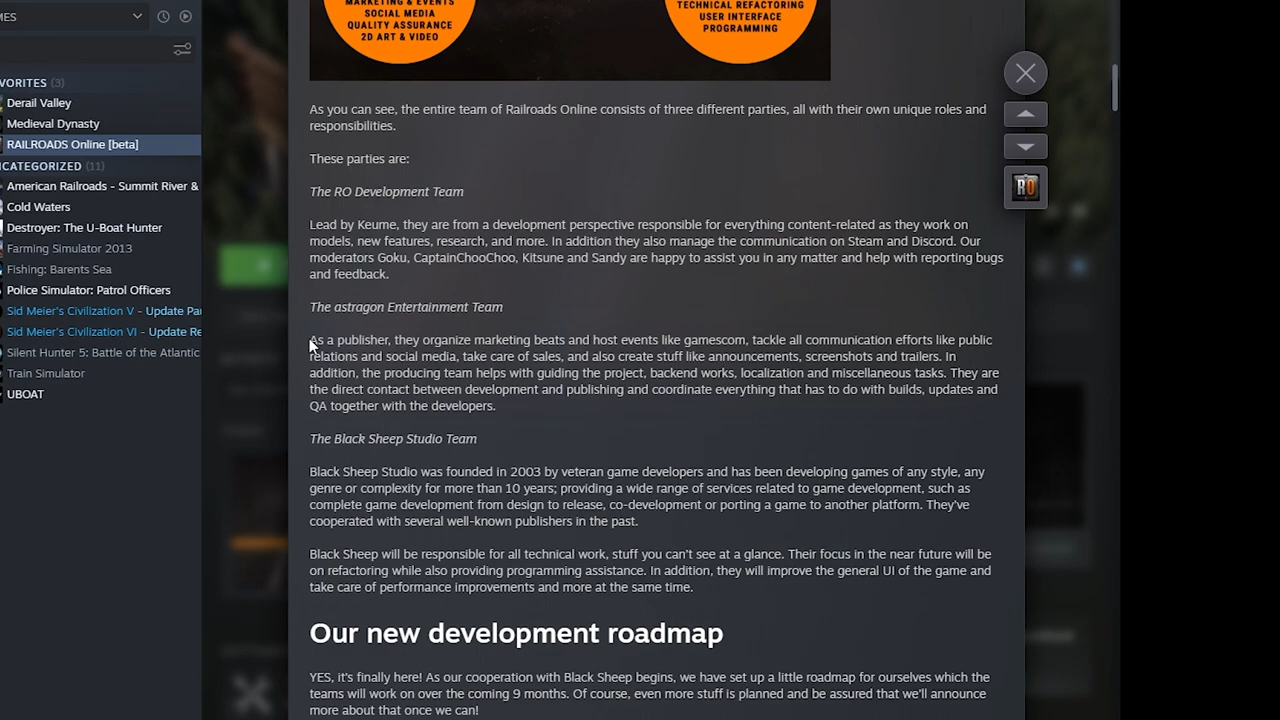 MES
VORITES (3)
Derail Valley
Medieval Dynasty
RAILROADS Online [beta]
CATEGORIZED (11)
American Railroads - Summit River &
Cold Waters
Destroyer: The U-Boat Hunter
Farming Simulator 2013
Fishing: Barents Sea
Police Simulator: Patrol Officers
Sid Meier's Civilization V - Update Pau
Sid Meier's Civilization VI - Update Re
Silent Hunter 5: Battle of the Atlantic
Train Simulator
UBOAT
MARKETING & EVENTS
SOCIAL MEDIA
QUALITY ASSURANCE
2D ART & VIDEO
TECHNICAL REFACTORING
USER INTERFACE
PROGRAMMING
As you can see, the entire team of Railroads Online consists of three different parties, all with their own unique roles and
responsibilities.
These parties are:
The RO Development Team
Lead by Keume, they are from a development perspective responsible for everything content-related as they work on
models, new features, research, and more. In addition they also manage the communication on Steam and Discord. Our
moderators Goku, CaptainChooChoo, Kitsune and Sandy are happy to assist you in any matter and help with reporting bugs
and feedback.
The astragon Entertainment Team
As a publisher, they organize marketing beats and host events like gamescom, tackle all communication efforts like public
relations and social media, take care of sales, and also create stuff like announcements, screenshots and trailers. In
addition, the producing team helps with guiding the project, backend works, localization and miscellaneous tasks. They are
the direct contact between development and publishing and coordinate everything that has to do with builds, updates and
QA together with the developers.
The Black Sheep Studio Team
Black Sheep Studio was founded in 2003 by veteran game developers and has been developing games of any style, any
genre or complexity for more than 10 years; providing a wide range of services related to game development, such as
complete game development from design to release, co-development or porting a game to another platform. They've
cooperated with several well-known publishers in the past.
Black Sheep will be responsible for all technical work, stuff you can't see at a glance. Their focus in the near future will be
on refactoring while also providing programming assistance. In addition, they will improve the general UI of the game and
take care of performance improvements and more at the same time.
Our new development roadmap
YES, it's finally here! As our cooperation with Black Sheep begins, we have set up a little roadmap for ourselves which the
teams will work on over the coming 9 months. Of course, even more stuff is planned and be assured that we'll announce
more about that once we can!
RO